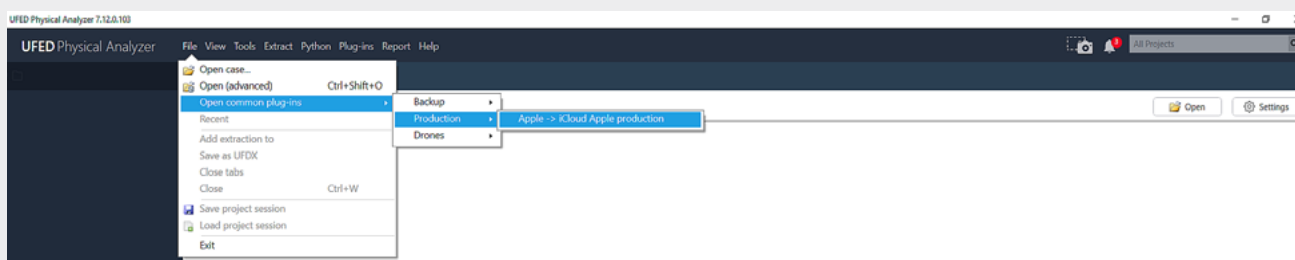 UFED Physical Analyzer 7.12.0.103
UFED Physical Analyzer File View Tools Extract Python Plug-ins Report Help
3
All Projects
Open case...
Open (advanced) Ctrl+Shift+O
Open common plug-ins
Recent
Add extraction to
Save as UFDX
Close tabs
Close Ctrl+W
Save project session
Load project session
Exit
Backup
Production
Drones
Apple -> iCloud Apple production
Open
Settings